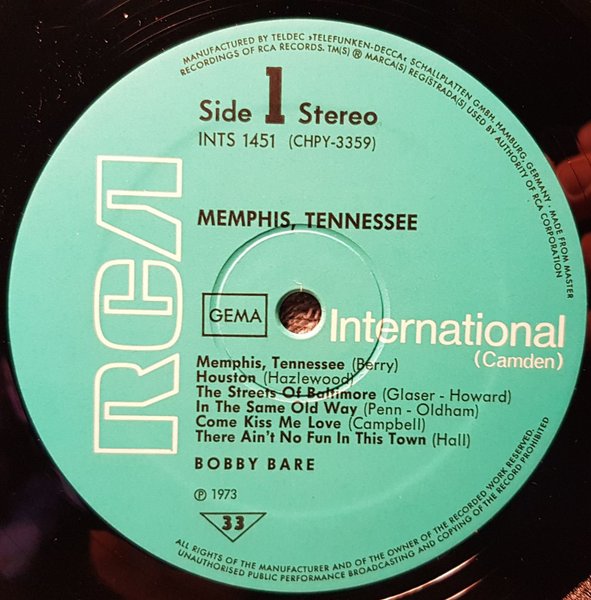 MANUFACTURED BY TELDEC »TELEFUNKEN-DECCA« SCHALLPLATTEN GMBH, HAMBURG, GERMANY · MADE FROM MASTER
RECORDINGS OF RCA RECORDS. TM(S) ® MARCA(S) REGISTRADA(S) USED BY AUTHORITY OF RCA CORPORATION
Side 1 Stereo
INTS 1451 (CHPY-3359)
RCA
MEMPHIS, TENNESSEE
GEMA
International
(Camden)
Memphis, Tennessee (Berry)
Houston (Hazlewood)
The Streets Of Baltimore (Glaser - Howard)
In The Same Old Way (Penn - Oldham)
Come Kiss Me Love (Campbell)
There Ain't No Fun In This Town (Hall)
BOBBY BARE
℗ 1973
33
ALL RIGHTS OF THE MANUFACTURER AND OF THE OWNER OF THE RECORDED WORK RESERVED.
UNAUTHORISED PUBLIC PERFORMANCE BROADCASTING AND COPYING OF THE RECORD PROHIBITED